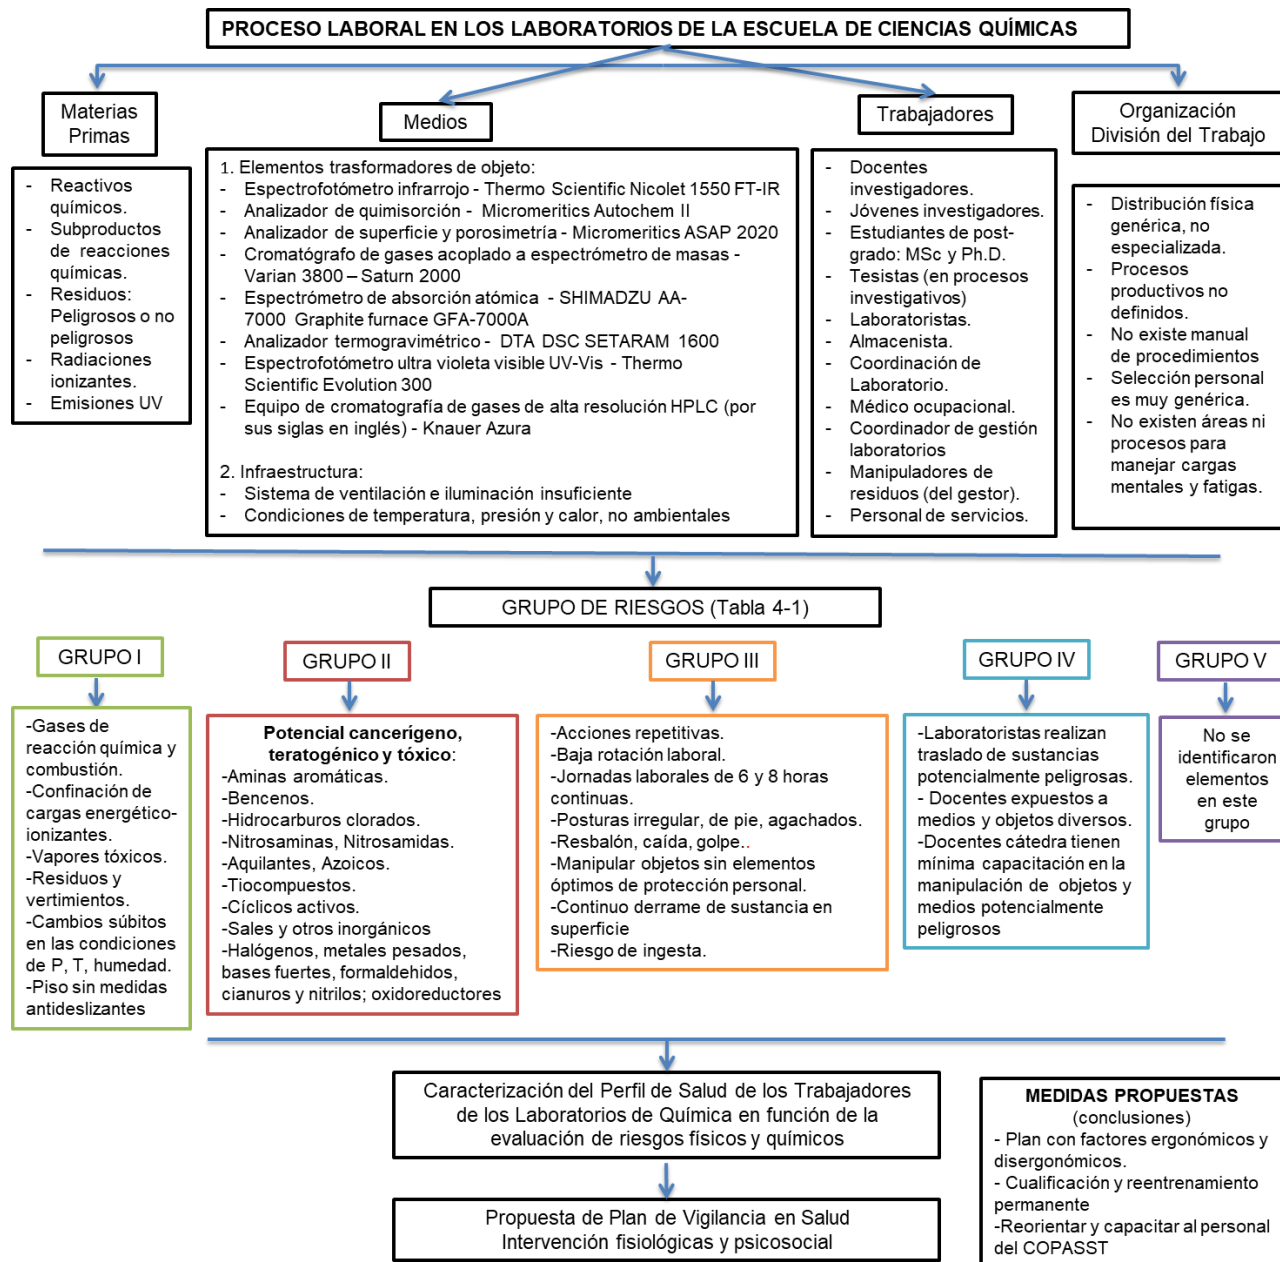 PROCESO LABORAL EN LOS LABORATORIOS DE LA ESCUELA DE CIENCIAS QUÍMICAS
Materias
Primas
- Reactivos
químicos.
- Subproductos
de reacciones
químicas.
- Residuos:
Peligrosos o no
peligrosos
- Radiaciones
ionizantes.
- Emisiones UV
Medios
1. Elementos trasformadores de objeto:
- Espectrofotómetro infrarrojo - Thermo Scientific Nicolet 1550 FT-IR
- Analizador de quimisorción - Micromeritics Autochem II
- Analizador de superficie y porosimetría - Micromeritics ASAP 2020
- Cromatógrafo de gases acoplado a espectrómetro de masas -
Varian 3800 – Saturn 2000
- Espectrómetro de absorción atómica - SHIMADZU AA-
7000 Graphite furnace GFA-7000A
- Analizador termogravimétrico - DTA DSC SETARAM 1600
- Espectrofotómetro ultra violeta visible UV-Vis - Thermo
Scientific Evolution 300
- Equipo de cromatografía de gases de alta resolución HPLC (por
sus siglas en inglés) - Knauer Azura
2. Infraestructura:
- Sistema de ventilación e iluminación insuficiente
- Condiciones de temperatura, presión y calor, no ambientales
Trabajadores
- Docentes
investigadores.
- Jóvenes investigadores.
- Estudiantes de post-
grado: MSc y Ph.D.
- Tesistas (en procesos
investigativos)
- Laboratoristas.
- Almacenista.
- Coordinación de
Laboratorio.
- Médico ocupacional.
- Coordinador de gestión
laboratorios
- Manipuladores de
residuos (del gestor).
- Personal de servicios.
Organización
División del Trabajo
- Distribución física
genérica, no
especializada.
- Procesos
productivos no
definidos.
- No existe manual
de procedimientos
- Selección personal
es muy genérica.
- No existen áreas ni
procesos para
manejar cargas
mentales y fatigas.
GRUPO DE RIESGOS (Tabla 4-1)
GRUPO I
-Gases de
reacción química y
combustión.
-Confinación de
cargas energético-
ionizantes.
-Vapores tóxicos.
-Residuos y
vertimientos.
-Cambios súbitos
en las condiciones
de P, T, humedad.
-Piso sin medidas
antideslizantes
GRUPO II
Potencial cancerígeno,
teratogénico y tóxico:
-Aminas aromáticas.
-Bencenos.
-Hidrocarburos clorados.
-Nitrosaminas, Nitrosamidas.
-Aquilantes, Azoicos.
-Tiocompuestos.
-Cíclicos activos.
-Sales y otros inorgánicos
-Halógenos, metales pesados,
bases fuertes, formaldehidos,
cianuros y nitrilos; oxidoreductores
GRUPO III
-Acciones repetitivas.
-Baja rotación laboral.
-Jornadas laborales de 6 y 8 horas
continuas.
-Posturas irregular, de pie, agachados.
-Resbalón, caída, golpe..
-Manipular objetos sin elementos
óptimos de protección personal.
-Continuo derrame de sustancia en
superficie
-Riesgo de ingesta.
GRUPO IV
-Laboratoristas realizan
traslado de sustancias
potencialmente peligrosas.
- Docentes expuestos a
medios y objetos diversos.
-Docentes cátedra tienen
mínima capacitación en la
manipulación de objetos y
medios potencialmente
peligrosos
GRUPO V
No se
identificaron
elementos
en este
grupo
Caracterización del Perfil de Salud de los Trabajadores
de los Laboratorios de Química en función de la
evaluación de riesgos físicos y químicos
Propuesta de Plan de Vigilancia en Salud
Intervención fisiológicas y psicosocial
MEDIDAS PROPUESTAS
(conclusiones)
- Plan con factores ergonómicos y
disergonómicos.
- Cualificación y reentrenamiento
permanente
-Reorientar y capacitar al personal
del COPASST